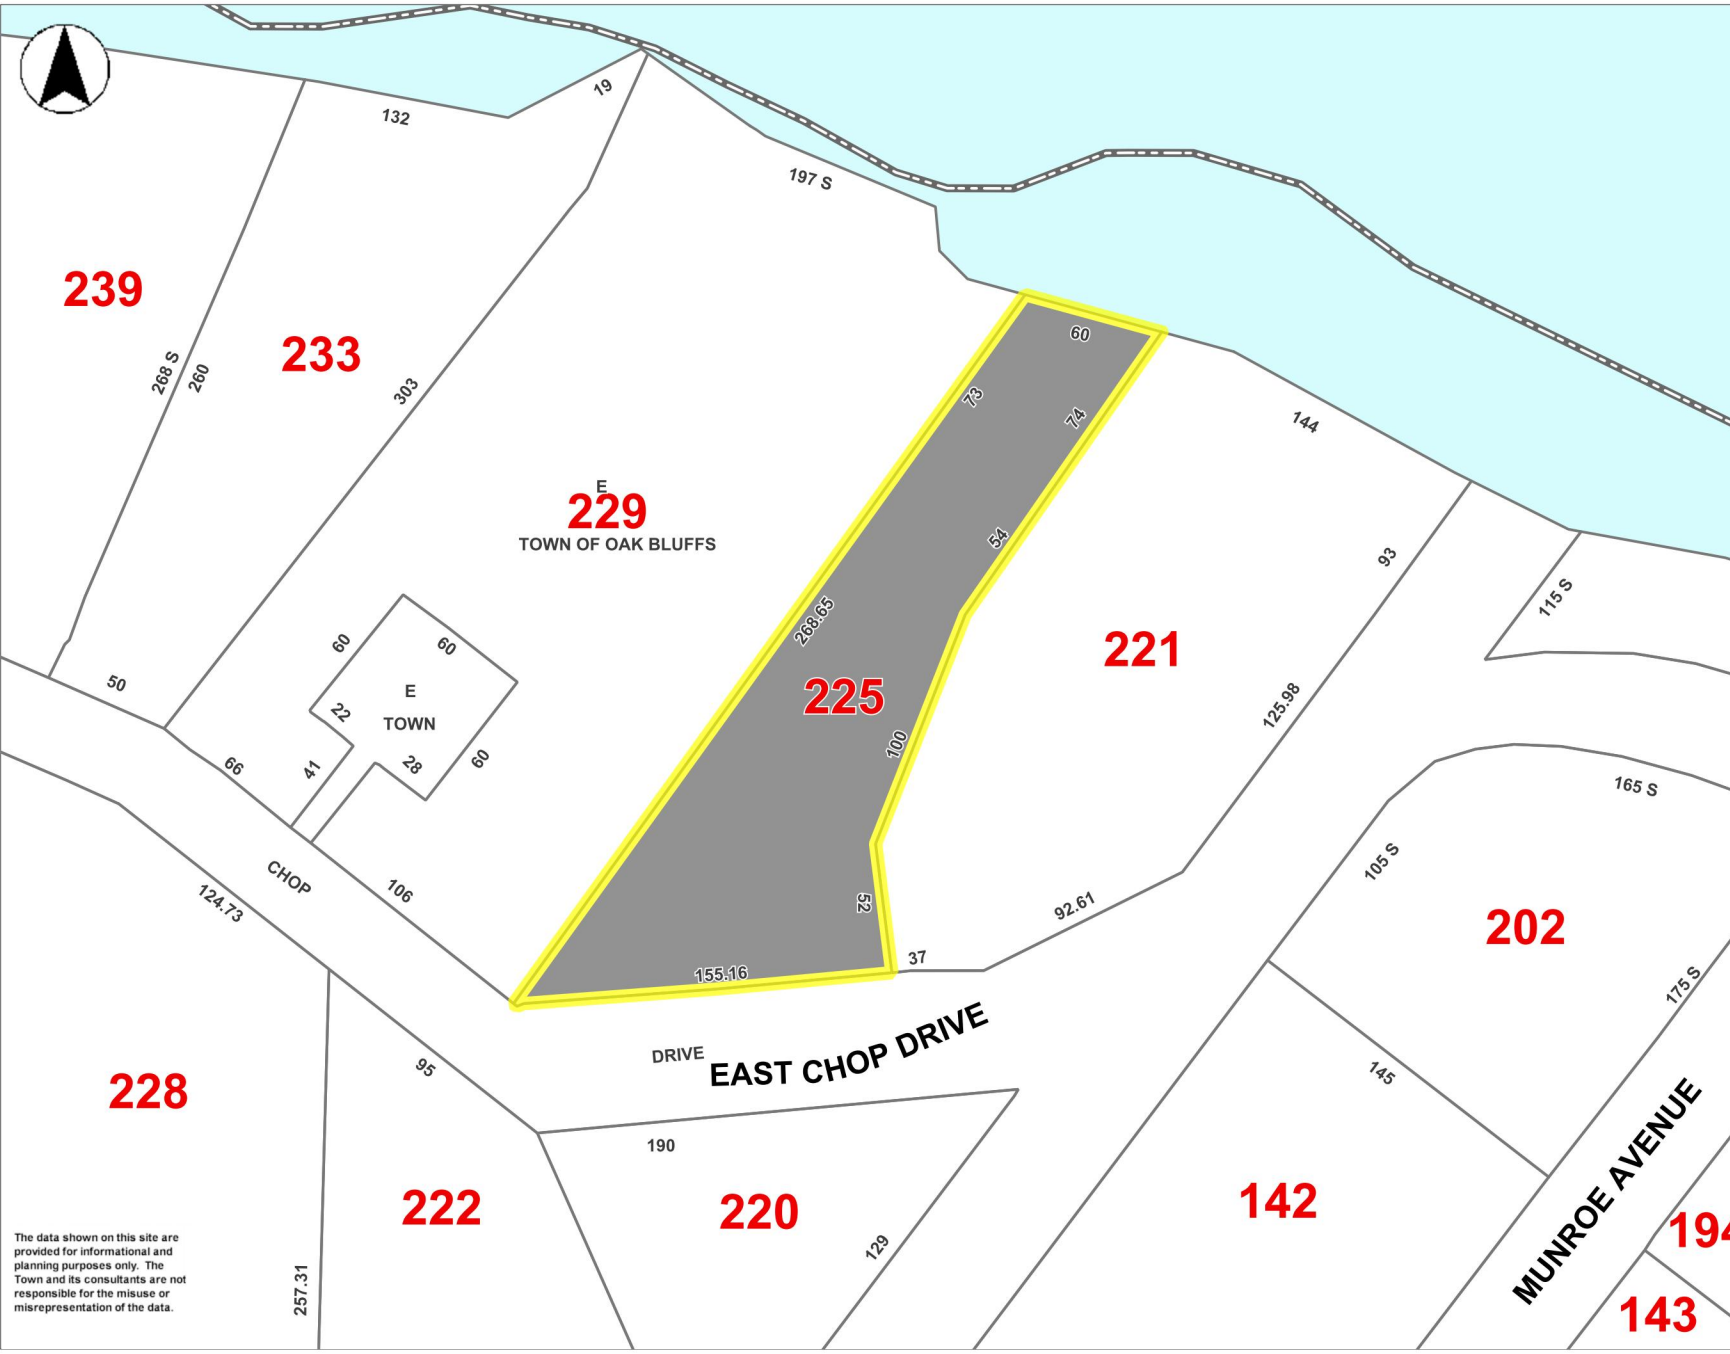 19
132
197 S
239
60
233
268 S
260
303
73
74
144
E
229
TOWN OF OAK BLUFFS
54
93
115 S
268.65
60
60
221
50
E
TOWN
22
225
125.98
100
66
41
28
60
165 S
CHOP
106
124.73
52
92.61
105 S
202
37
155.16
175 S
DRIVE
EAST CHOP DRIVE
95
145
228
190
222
220
142
MUNROE AVENUE
194
129
257.31
143
The data shown on this site are
provided for informational and
planning purposes only. The
Town and its consultants are not
responsible for the misuse or
misrepresentation of the data.